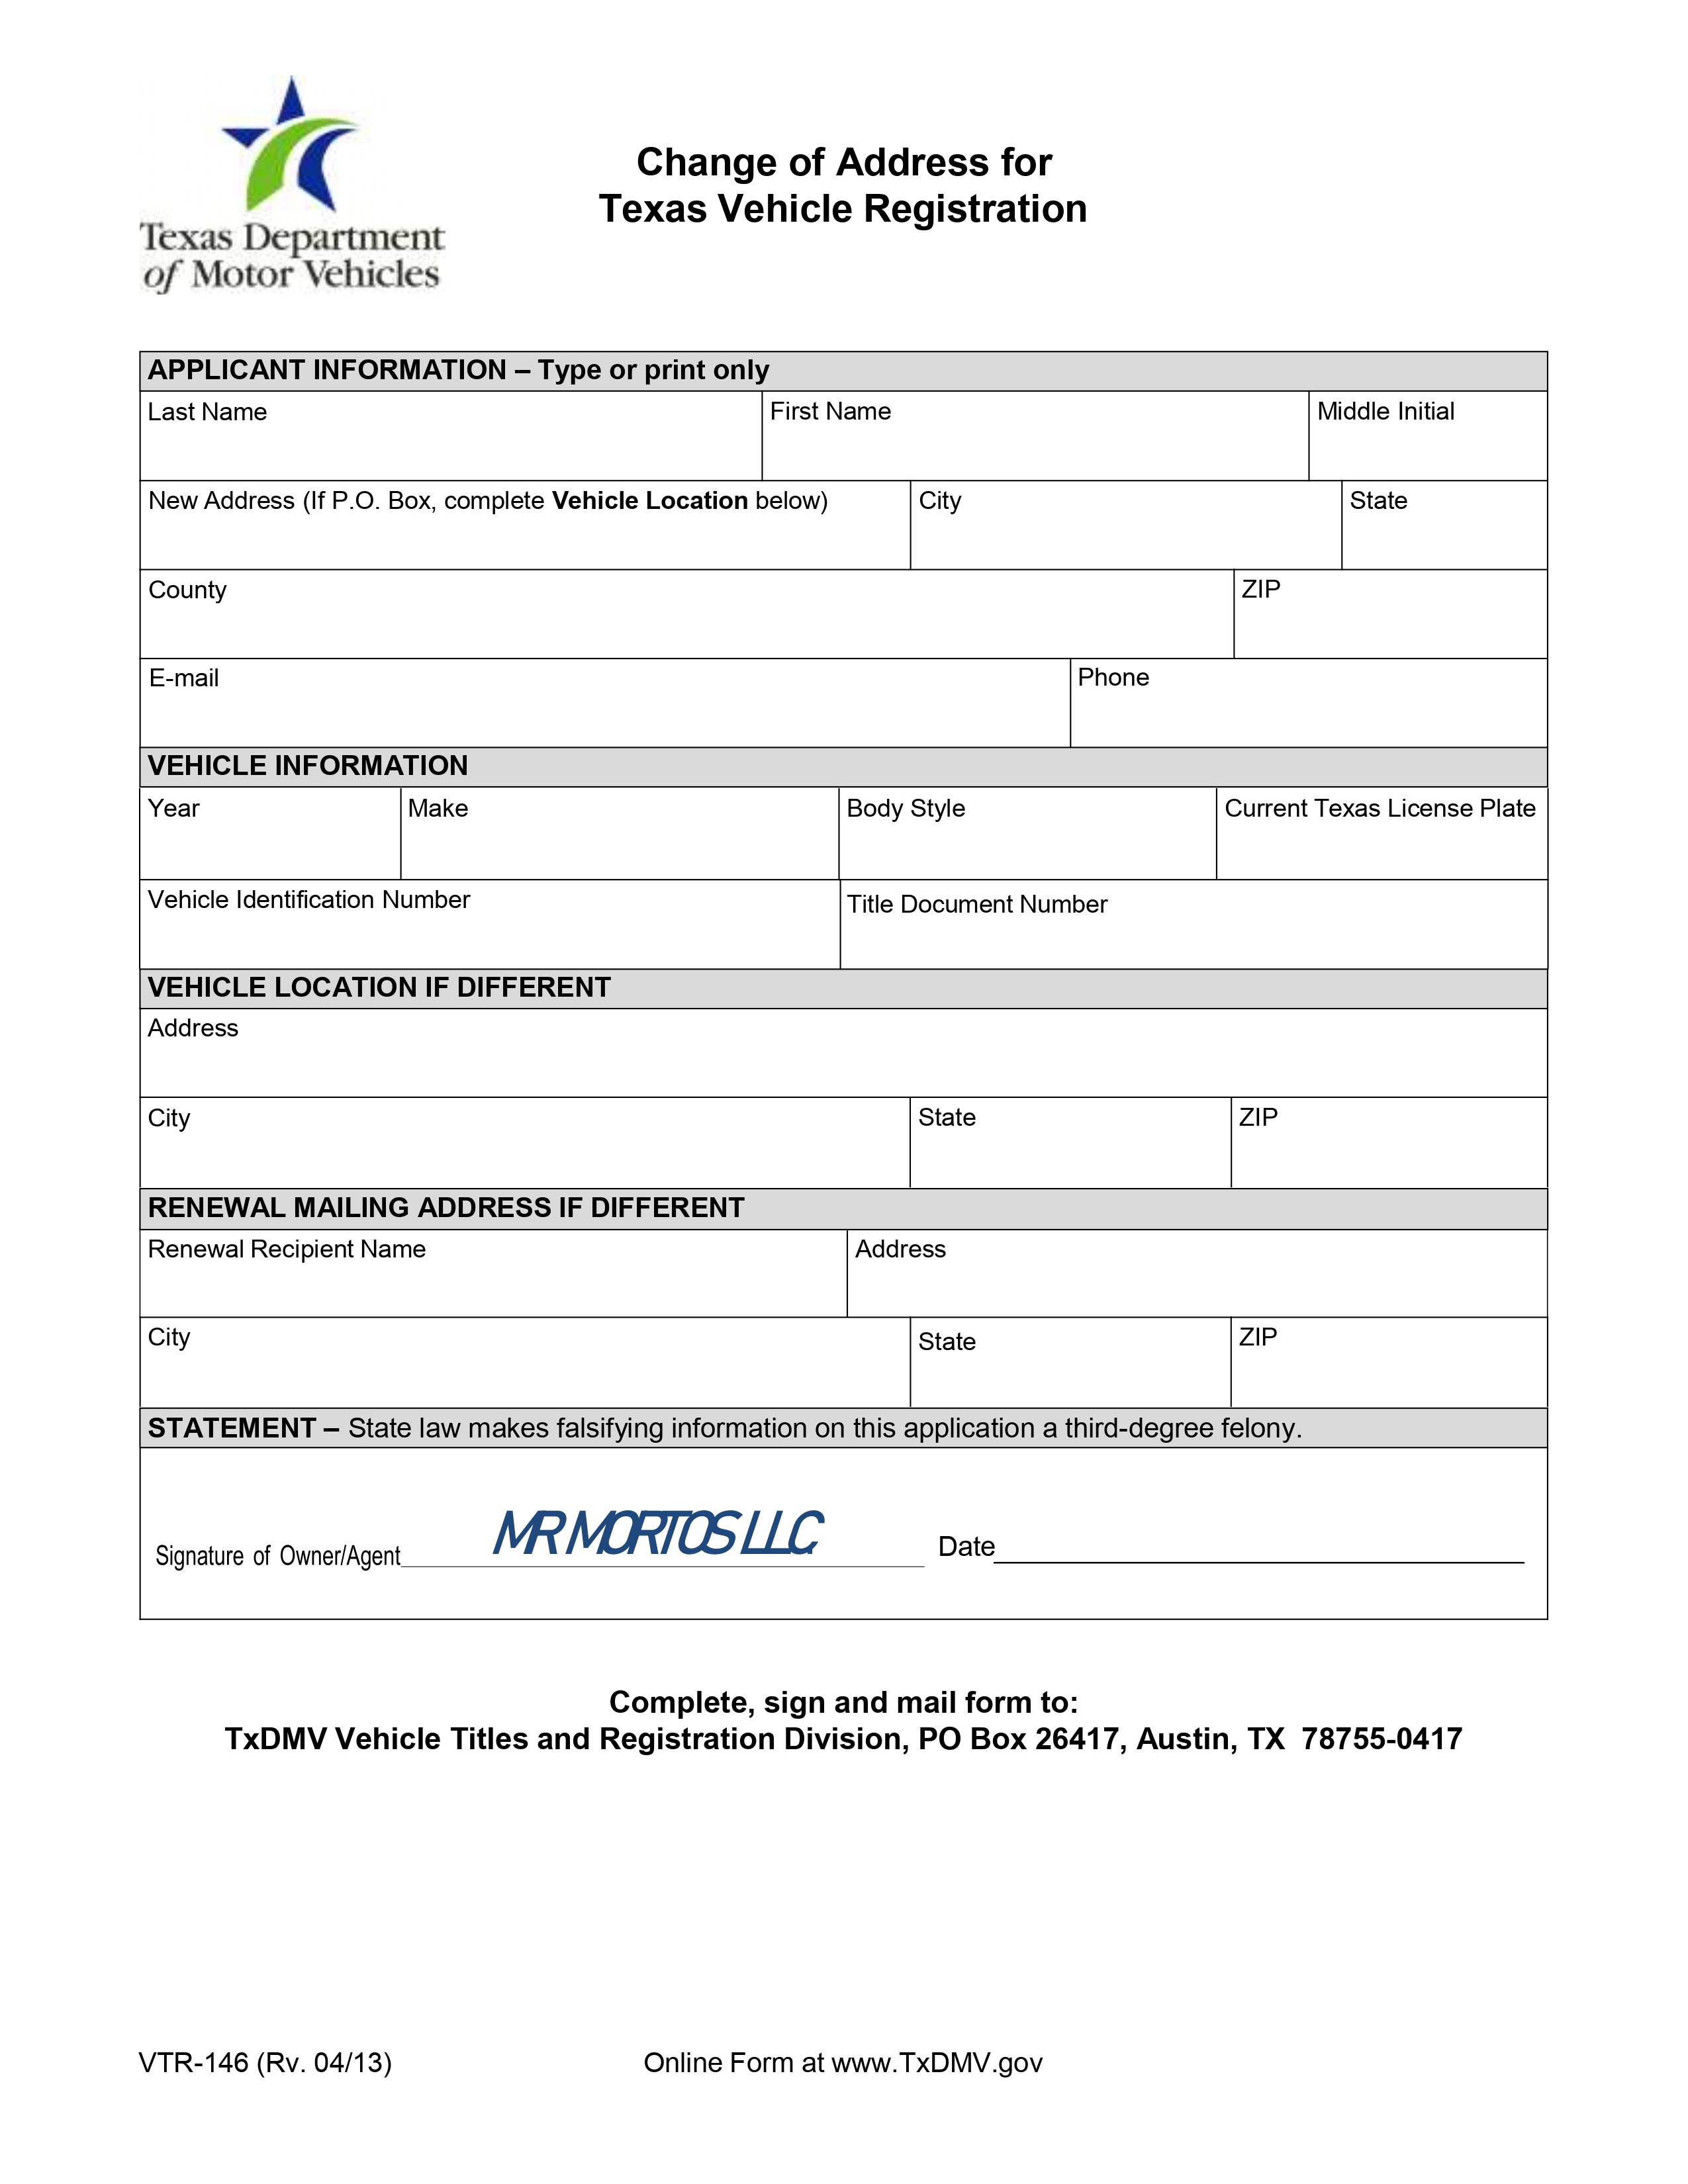 Texas Department
of Motor Vehicles
Change of Address for
Texas Vehicle Registration
APPLICANT INFORMATION – Type or print only
Last Name First Name Middle Initial
New Address (If P.O. Box, complete Vehicle Location below) City State
County ZIP
E-mail Phone
VEHICLE INFORMATION
Year Make Body Style Current Texas License Plate
Vehicle Identification Number Title Document Number
VEHICLE LOCATION IF DIFFERENT
Address
City State ZIP
RENEWAL MAILING ADDRESS IF DIFFERENT
Renewal Recipient Name Address
City State ZIP
STATEMENT – State law makes falsifying information on this application a third-degree felony.
Signature of Owner/Agent MR MORTOS LLC. Date
Complete, sign and mail form to:
TxDMV Vehicle Titles and Registration Division, PO Box 26417, Austin, TX 78755-0417
VTR-146 (Rv. 04/13) Online Form at www.TxDMV.gov